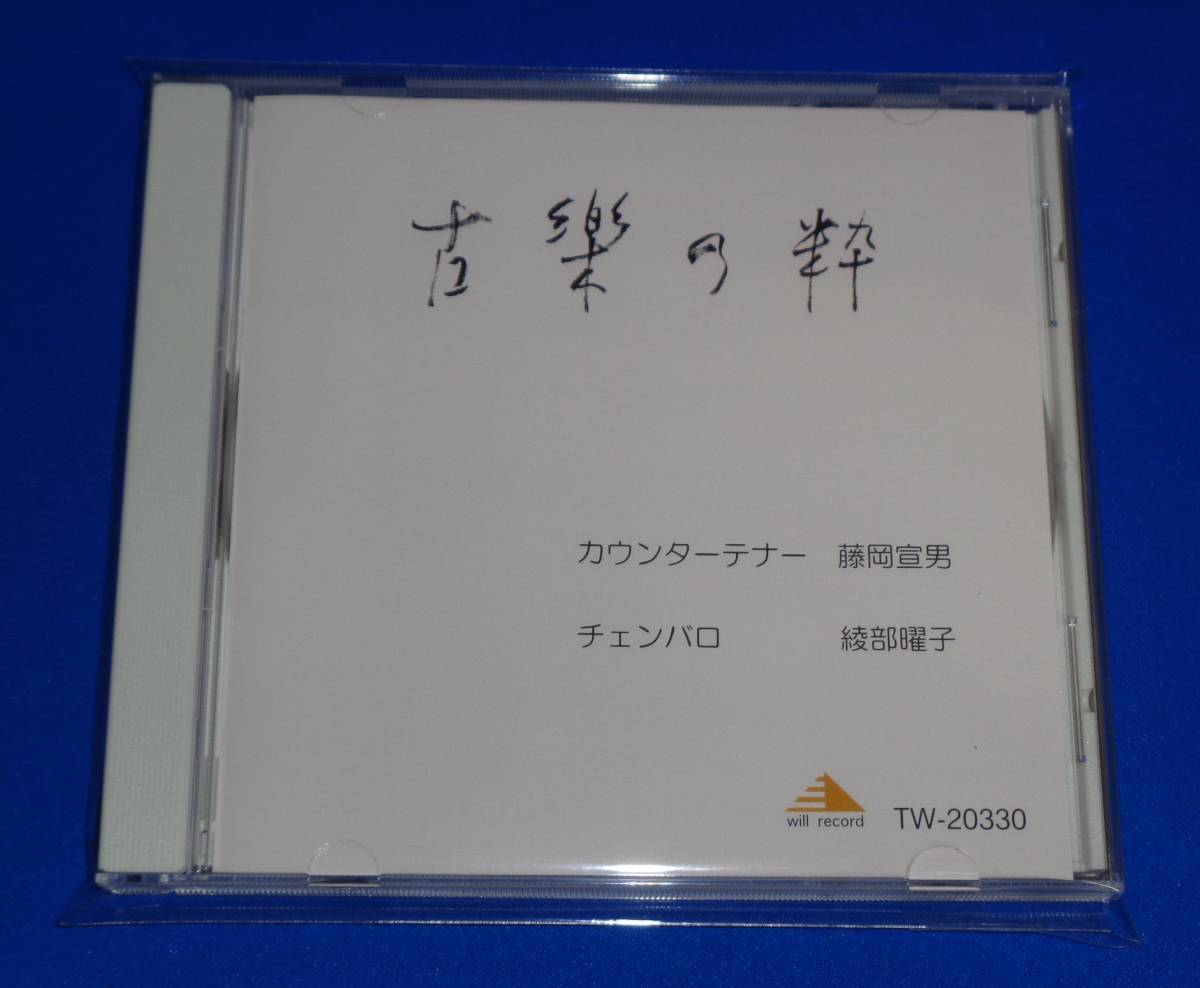 古樂の粋
カウンターテナー 藤岡宣男
チェンバロ 綾部曜子
will record TW-20330